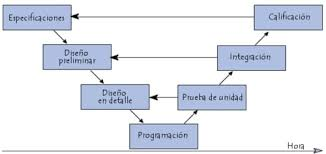 Especificaciones
Calificación
Diseño
preliminar
Integración
Diseño
en detalle
Prueba de unidad
Programación
Hora